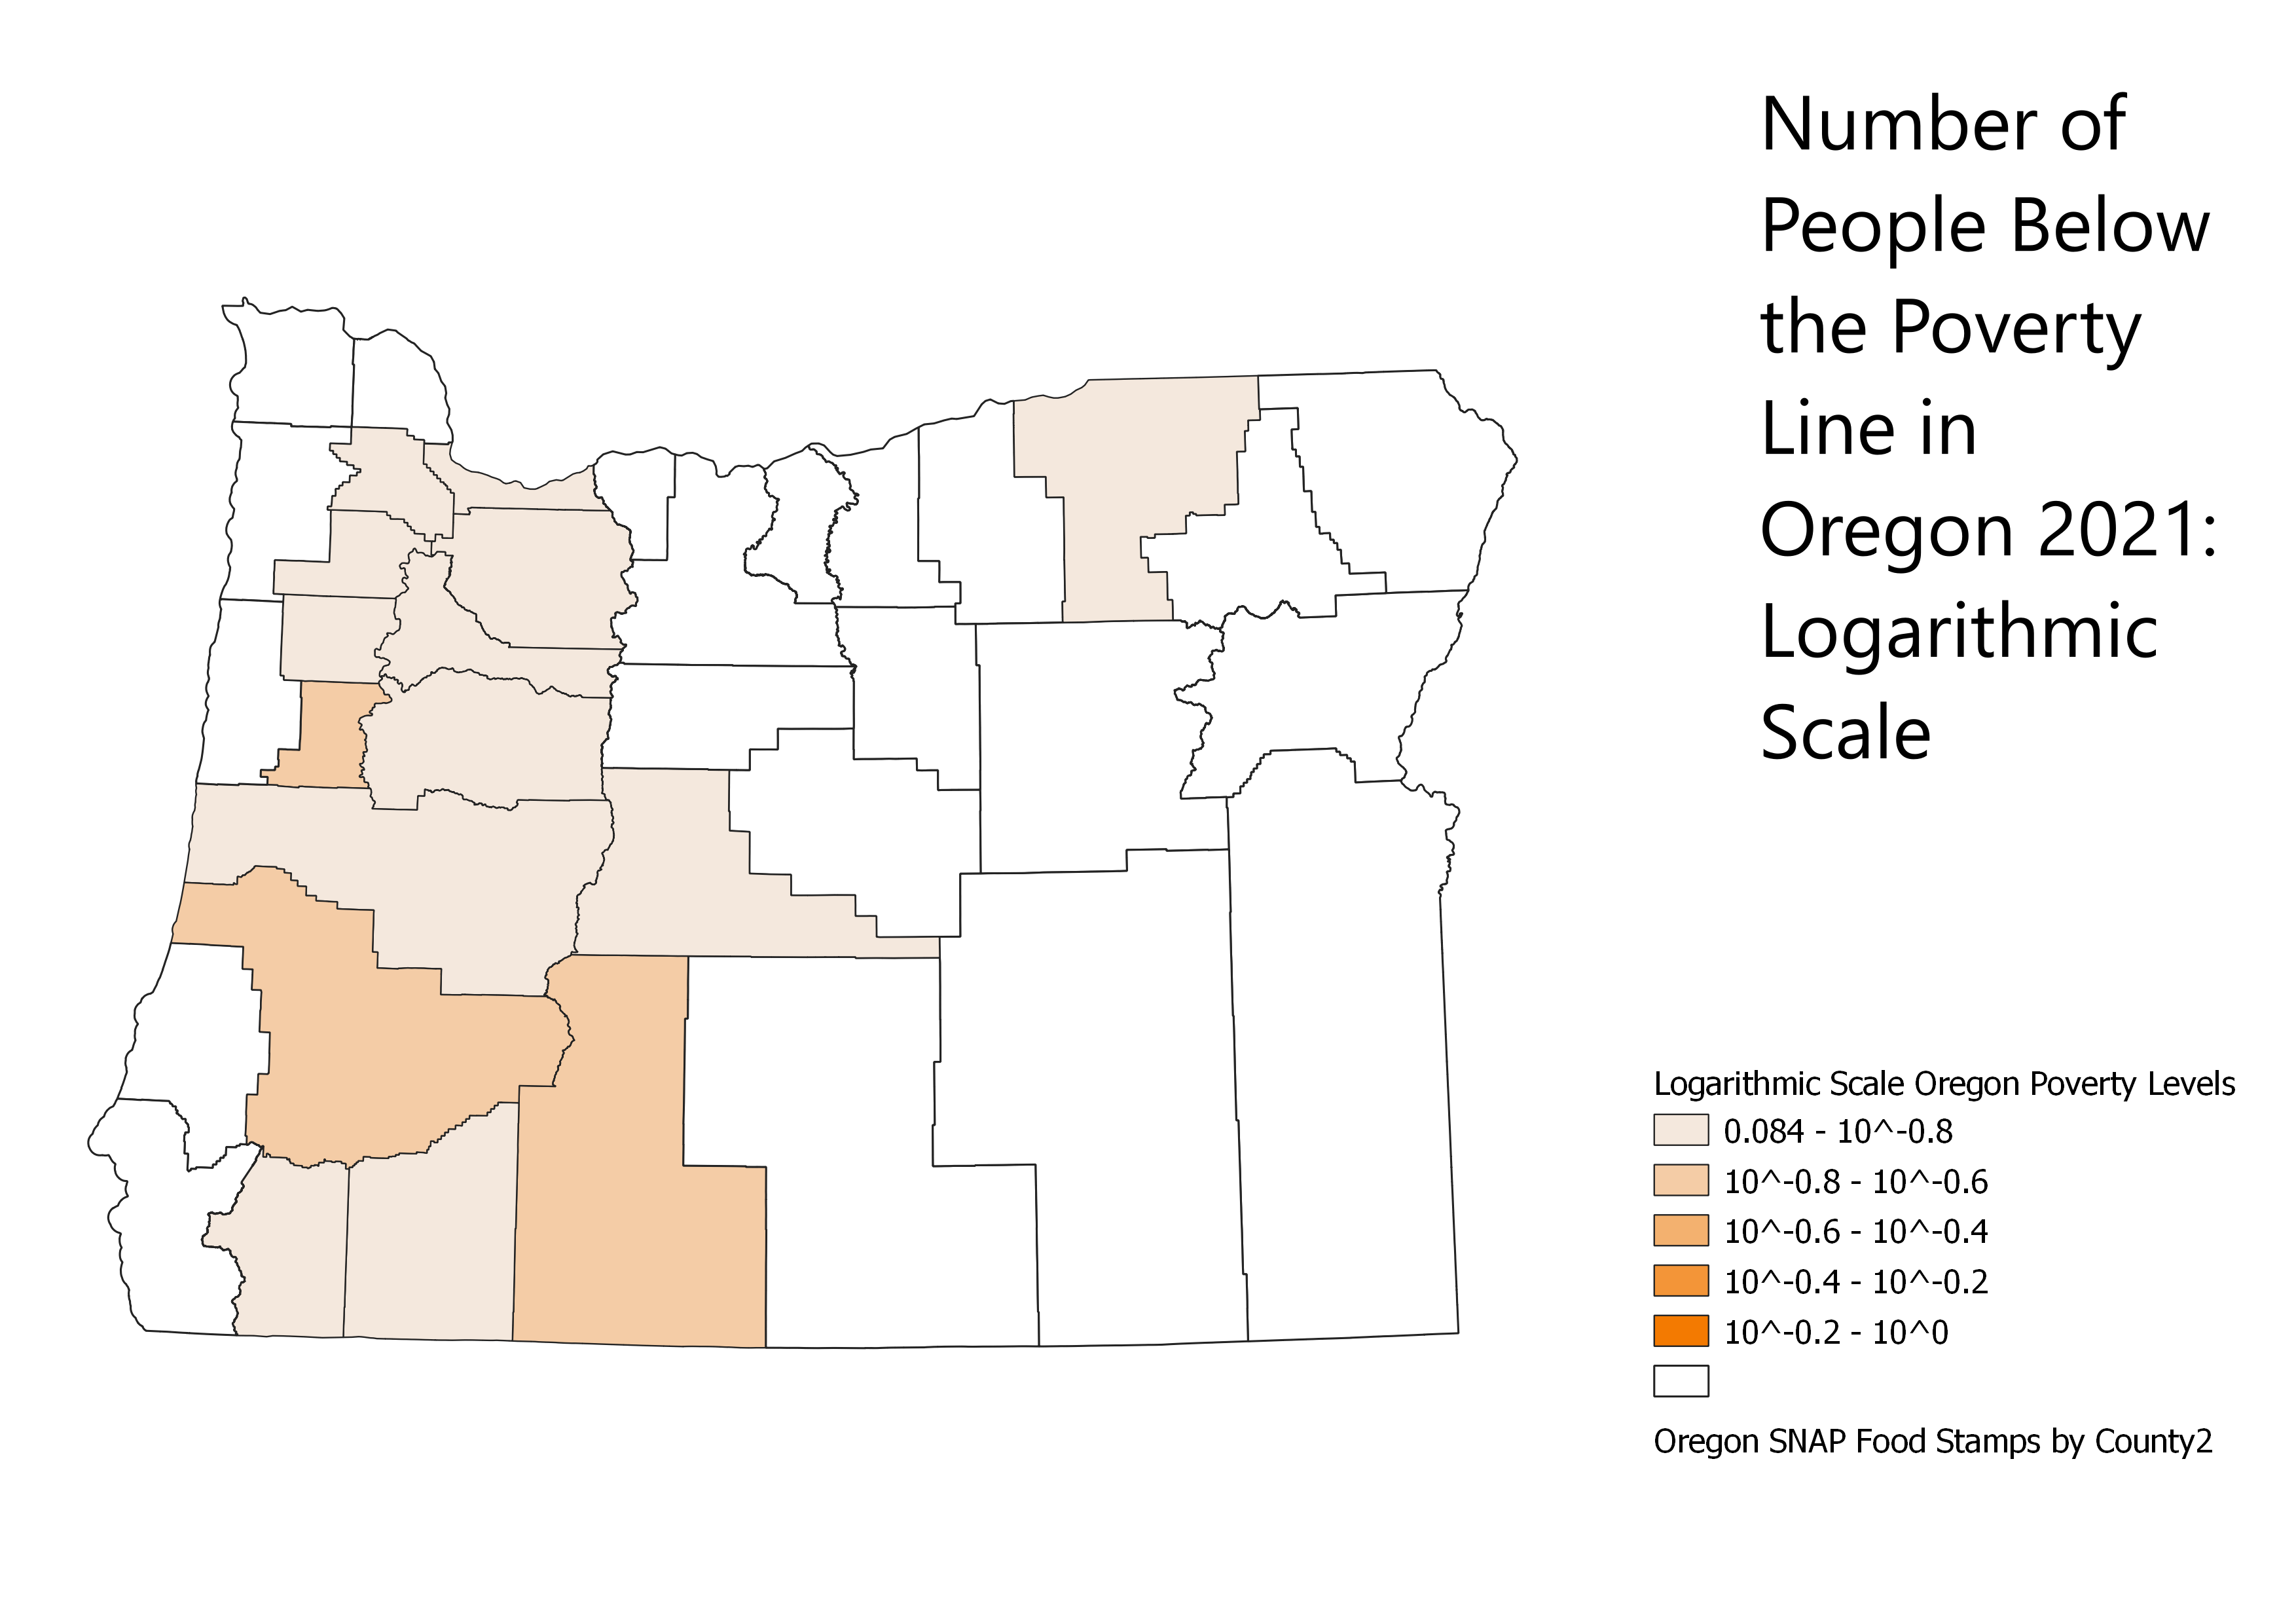 Number of
People Below
the Poverty
Line in
Oregon 2021:
Logarithmic
Scale
Logarithmic Scale Oregon Poverty Levels
0.084 - 10^-0.8
10^-0.8 - 10^-0.6
10^-0.6 - 10^-0.4
10^-0.4 - 10^-0.2
10^-0.2 - 10^0
Oregon SNAP Food Stamps by County2